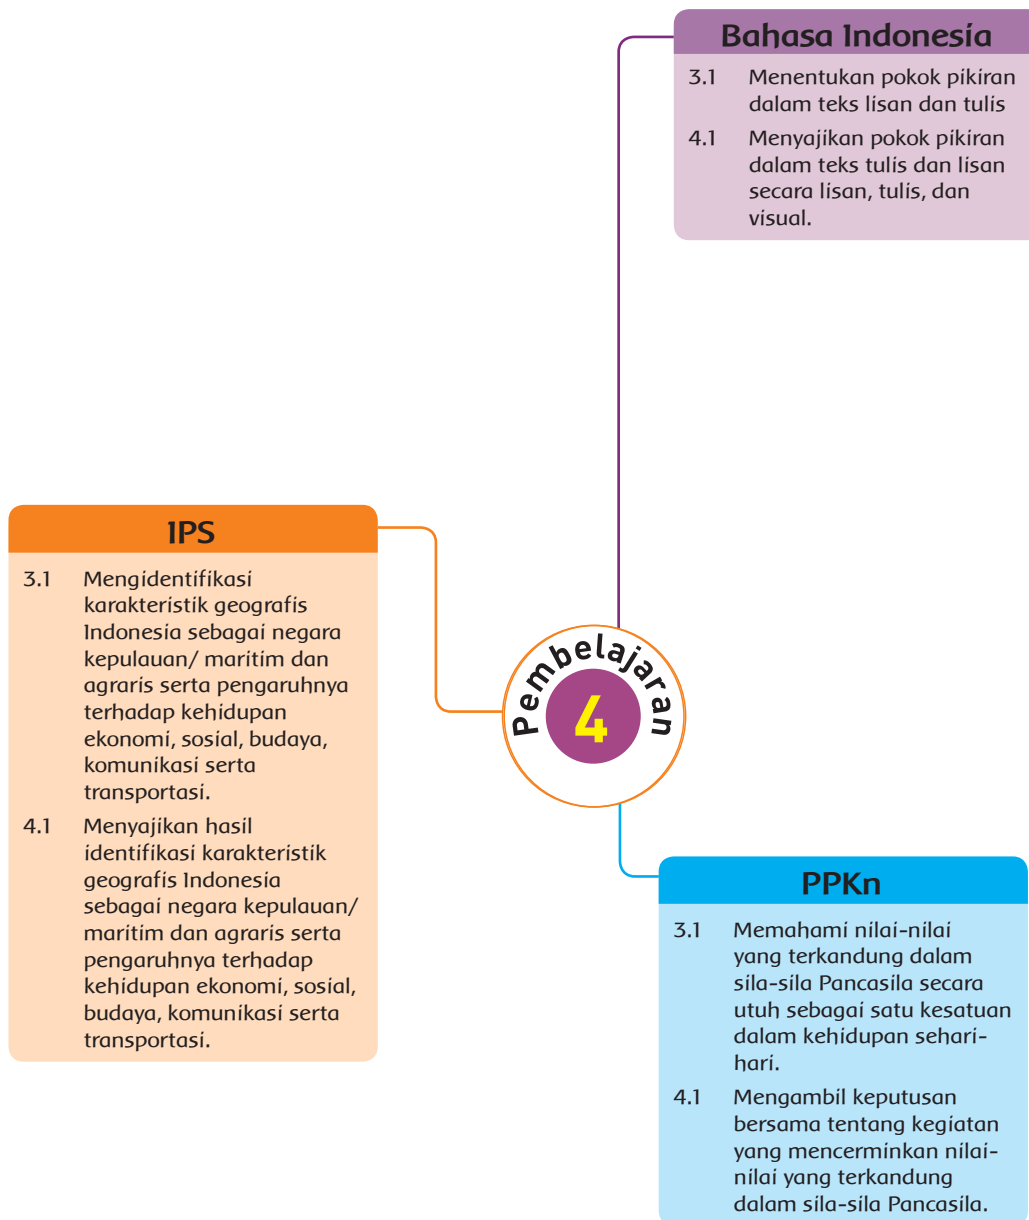 Bahasa Indonesia
3.1 Menentukan pokok pikiran
dalam teks lisan dan tulis
4.1 Menyajikan pokok pikiran
dalam teks tulis dan lisan
secara lisan, tulis, dan
visual.
IPS
3.1 Mengidentifikasi
karakteristik geografis
Indonesia sebagai negara
kepulauan/ maritim dan
agraris serta pengaruhnya
terhadap kehidupan
ekonomi, sosial, budaya,
komunikasi serta
transportasi.
4.1 Menyajikan hasil
identifikasi karakteristik
geografis Indonesia
sebagai negara kepulauan/
maritim dan agraris serta
pengaruhnya terhadap
kehidupan ekonomi, sosial,
budaya, komunikasi serta
transportasi.
Pembelajaran
4
PPKn
3.1 Memahami nilai-nilai
yang terkandung dalam
sila-sila Pancasila secara
utuh sebagai satu kesatuan
dalam kehidupan sehari-
hari.
4.1 Mengambil keputusan
bersama tentang kegiatan
yang mencerminkan nilai-
nilai yang terkandung
dalam sila-sila Pancasila.